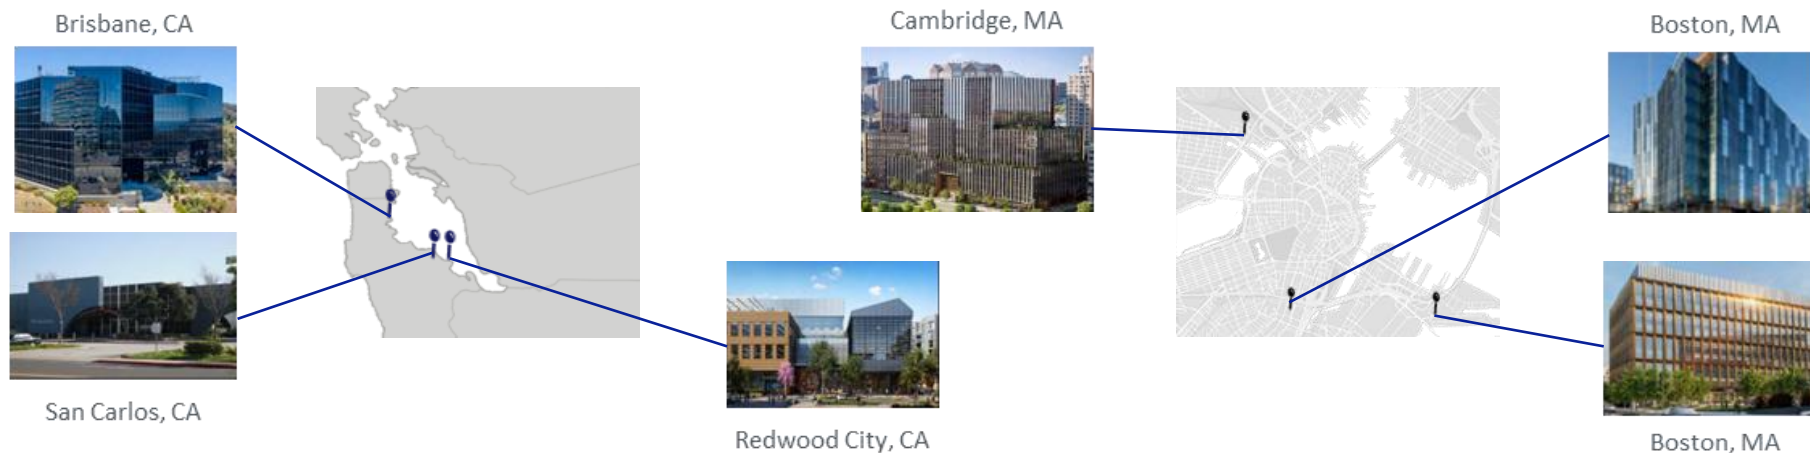 Brisbane, CA
Cambridge, MA
Boston, MA
San Carlos, CA
Redwood City, CA
Boston, MA